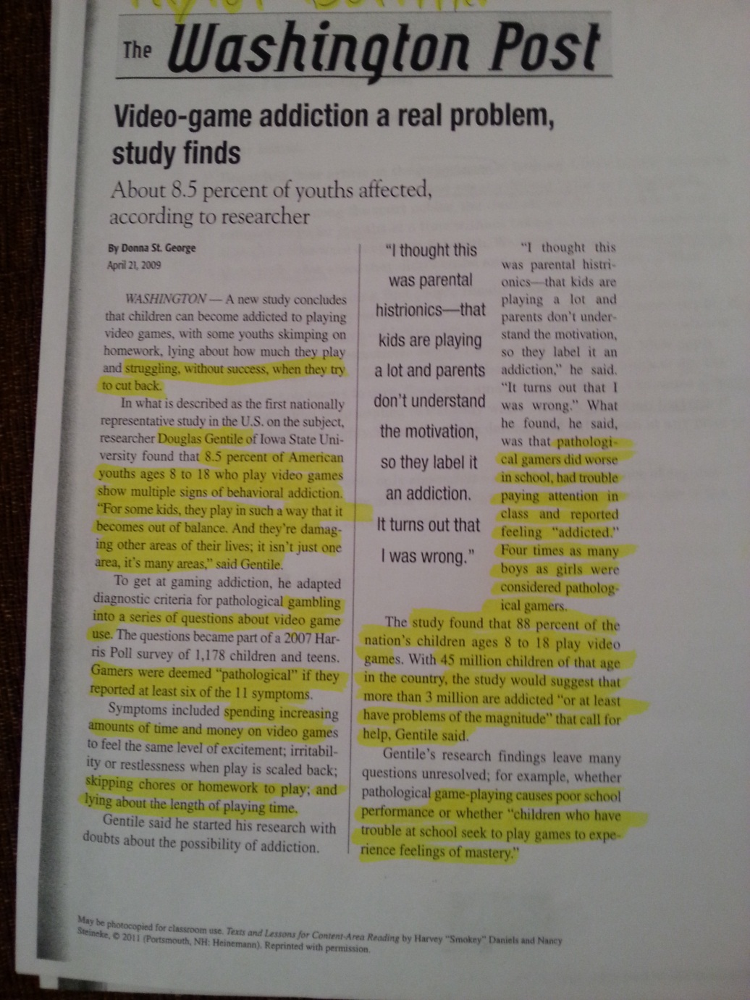 The Washington Post
Video-game addiction a real problem,
study finds
About 8.5 percent of youths affected,
according to researcher
By Donna St. George
April 21, 2009
WASHINGTON — A new study concludes
that children can become addicted to playing
video games, with some youths skimping on
homework, lying about how much they play
and struggling, without success, when they try
to cut back.
In what is described as the first nationally
representative study in the U.S. on the subject,
researcher Douglas Gentile of Iowa State Uni-
versity found that 8.5 percent of American
youths ages 8 to 18 who play video games
show multiple signs of behavioral addiction.
“For some kids, they play in such a way that it
becomes out of balance. And they’re damag-
ing other areas of their lives; it isn’t just one
area, it’s many areas,” said Gentile.
To get at gaming addiction, he adapted
diagnostic criteria for pathological gambling
into a series of questions about video game
use. The questions became part of a 2007 Har-
ris Poll survey of 1,178 children and teens.
Gamers were deemed “pathological” if they
reported at least six of the 11 symptoms.
Symptoms included spending increasing
amounts of time and money on video games
to feel the same level of excitement; irritabil-
ity or restlessness when play is scaled back;
skipping chores or homework to play; and
lying about the length of playing time.
Gentile said he started his research with
doubts about the possibility of addiction.
“I thought this
was parental
histrionics—that
kids are playing
a lot and parents
don’t understand
the motivation,
so they label it
an addiction.
It turns out that
I was wrong.”
“I thought this
was parental histri-
onics—that kids are
playing a lot and
parents don’t under-
stand the motivation,
so they label it an
addiction,” he said.
“It turns out that I
was wrong.” What
he found, he said,
was that pathologi-
cal gamers did worse
in school, had trouble
paying attention in
class and reported
feeling “addicted.”
Four times as many
boys as girls were
considered patholog-
ical gamers.
The study found that 88 percent of the
nation’s children ages 8 to 18 play video
games. With 45 million children of that age
in the country, the study would suggest that
more than 3 million are addicted “or at least
have problems of the magnitude” that call for
help, Gentile said.
Gentile’s research findings leave many
questions unresolved; for example, whether
pathological game-playing causes poor school
performance or whether “children who have
trouble at school seek to play games to expe-
rience feelings of mastery.”
May be photocopied for classroom use. Texts and Lessons for Content-Area Reading by Harvey “Smokey” Daniels and Nancy
Steineke, © 2011 (Portsmouth, NH: Heinemann). Reprinted with permission.